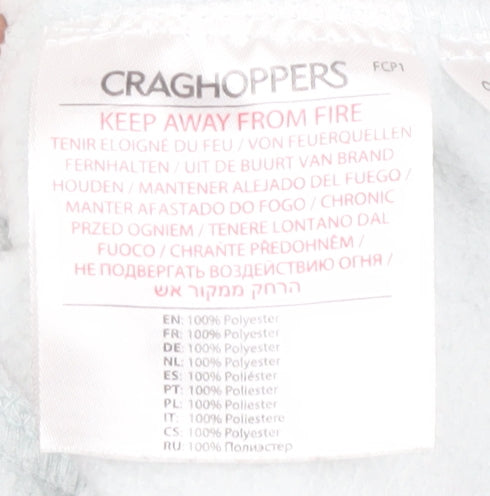 CRAGHOPPERS FCP1
KEEP AWAY FROM FIRE
TENIR ELOIGNÉ DU FEU / VON FEUERQUELLEN
FERNHALTEN / UIT DE BUURT VAN BRAND
HOUDEN / MANTENER ALEJADO DEL FUEGO /
MANTER AFASTADO DO FOGO / CHRONIC
PRZED OGNIEM / TENERE LONTANO DAL
FUOCO / CHRAŇTE PŘEDOHNĚM /
НЕ ПОДВЕРГАТЬ ВОЗДЕЙСТВИЮ ОГНЯ /
הרחק ממקור אש
EN: 100% Polyester
FR: 100% Polyester
DE: 100% Polyester
NL: 100% Polyester
ES: 100% Poliéster
PT: 100% Poliester
PL: 100% Poliester
IT: 100% Poliestere
CS: 100% Polyester
RU: 100% Полиэстер